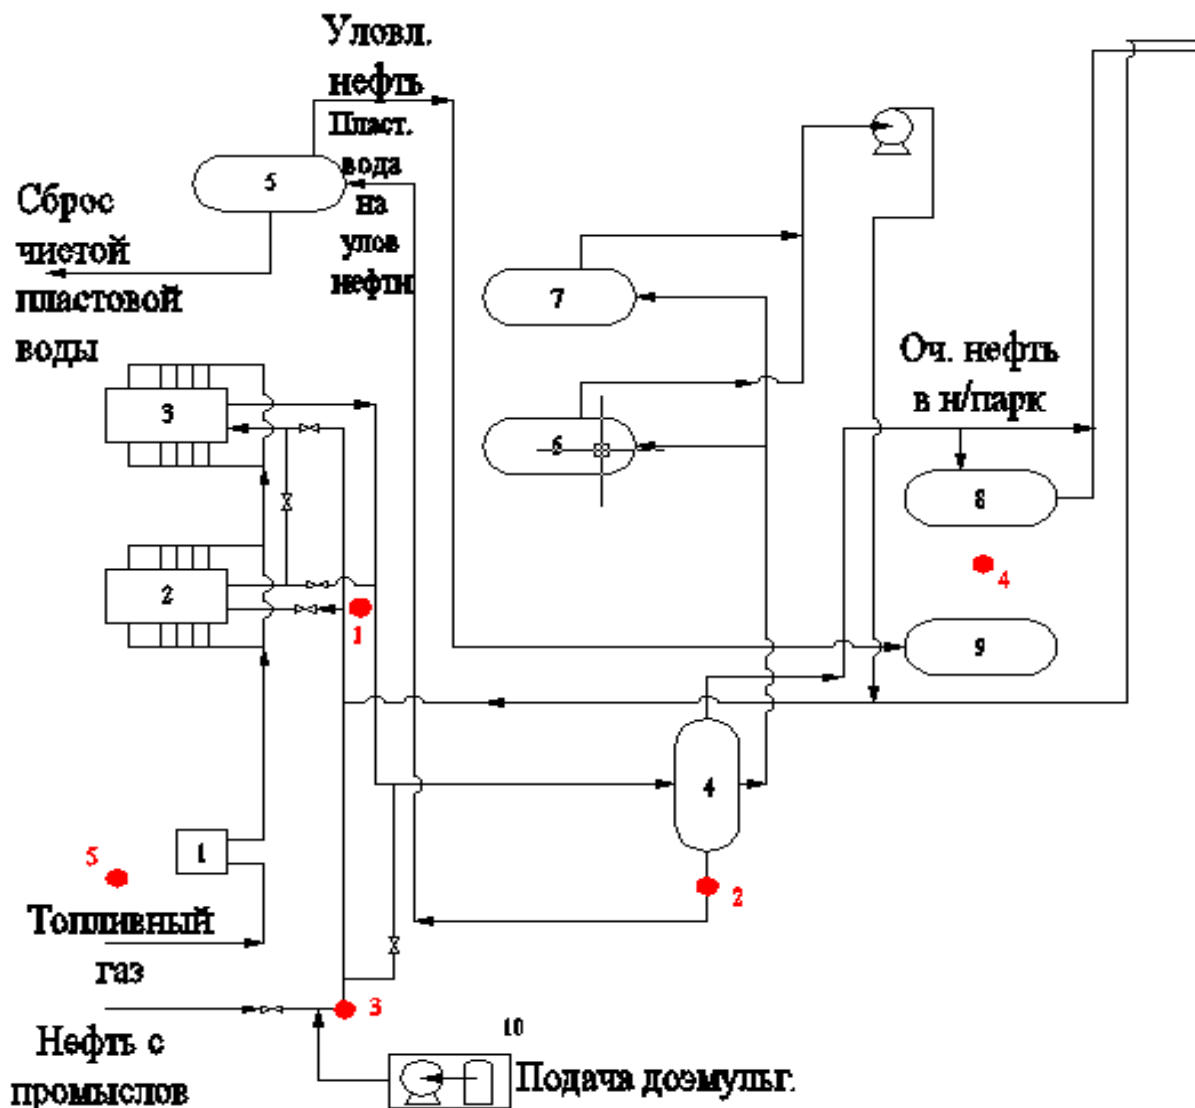 Уловл.
нефть
Пласт.
вода
на
улов
нефти
5
Сброс
чистой
пластовой
воды
7
Оч. нефть
в н/парк
3
6
8
4
2
1
9
4
1
5
2
Топливный
газ
3
10
Нефть с
промыслов
Подача доэмульг.